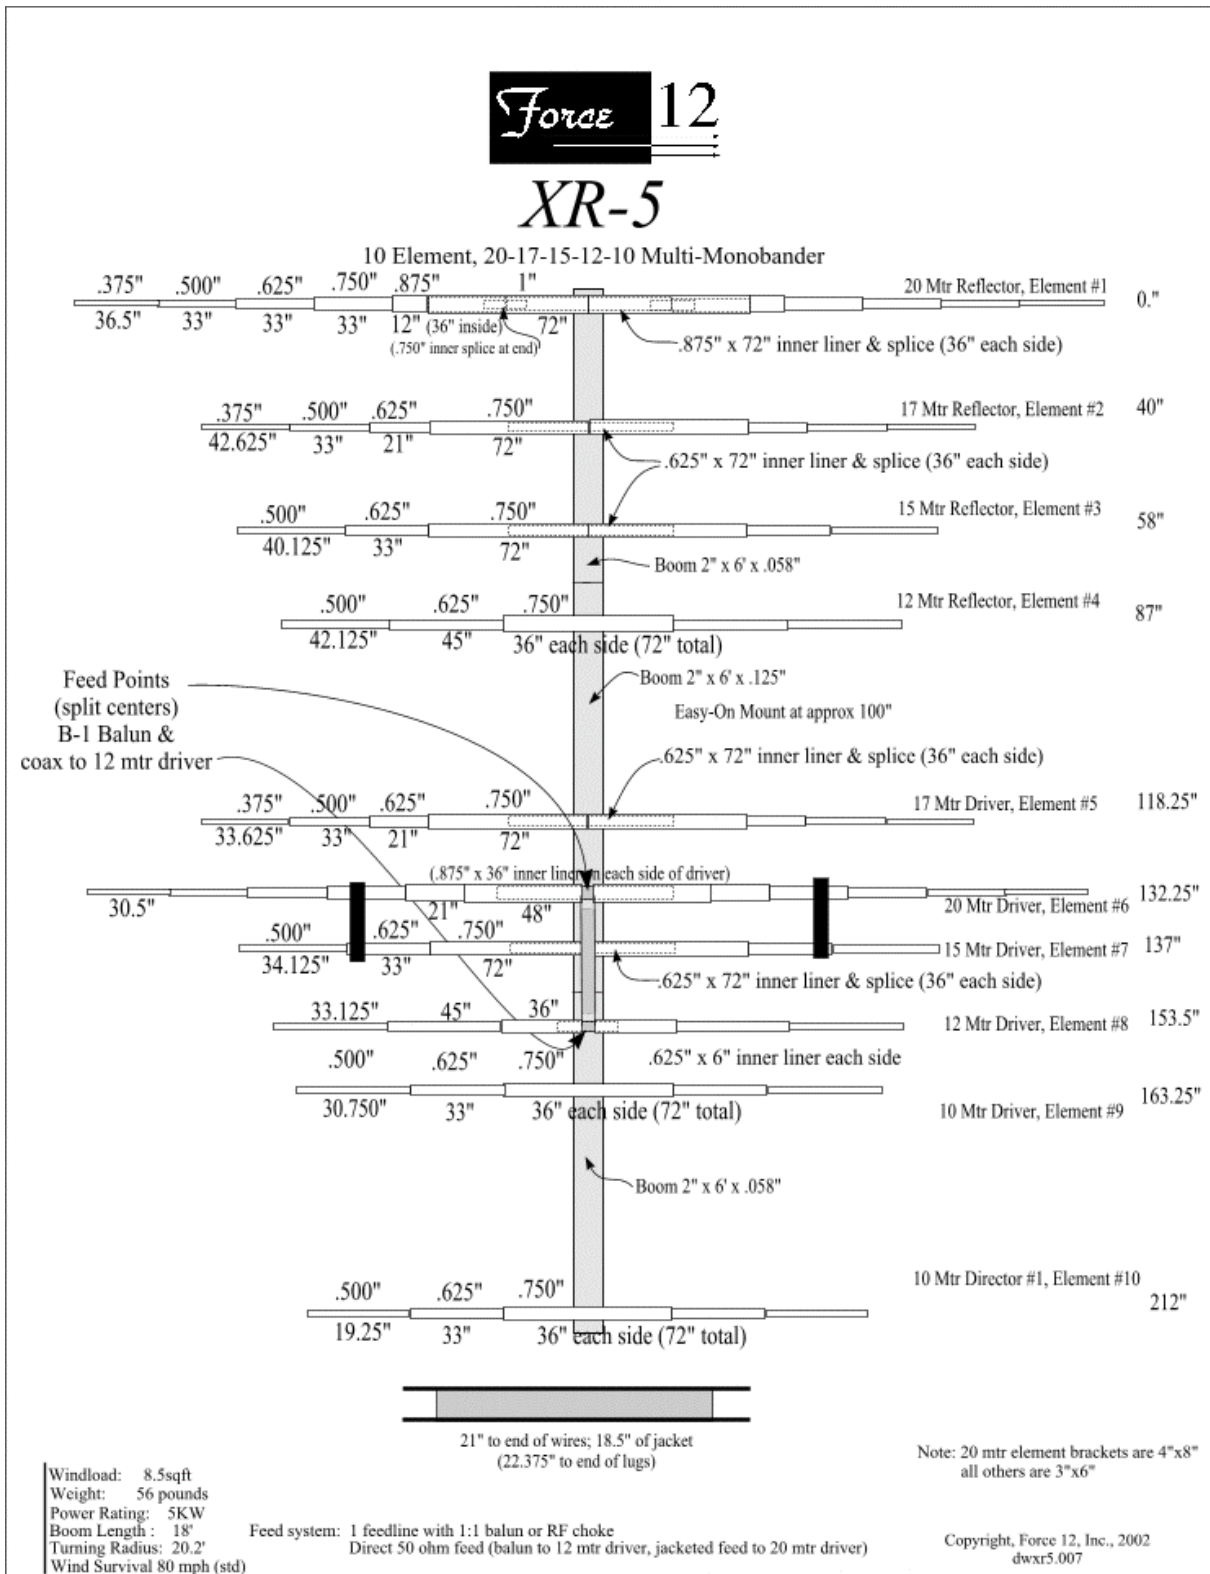 Force 12
XR-5
10 Element, 20-17-15-12-10 Multi-Monobander
.375" .500" .625" .750" .875" 1" 20 Mtr Reflector, Element #1 0."
36.5" 33" 33" 33" 12" (36" inside) 72"
(.750" inner splice at end)
.875" x 72" inner liner & splice (36" each side)
.375" .500" .625" .750" 17 Mtr Reflector, Element #2 40"
42.625" 33" 21" 72"
.625" x 72" inner liner & splice (36" each side)
.500" .625" .750" 15 Mtr Reflector, Element #3 58"
40.125" 33" 72"
Boom 2" x 6' x .058"
.500" .625" .750" 12 Mtr Reflector, Element #4 87"
42.125" 45" 36" each side (72" total)
Boom 2" x 6' x .125"
Easy-On Mount at approx 100"
Feed Points
(split centers)
B-1 Balun &
coax to 12 mtr driver
.625" x 72" inner liner & splice (36" each side)
.375" .500" .625" .750" 17 Mtr Driver, Element #5 118.25"
33.625" 33" 21" 72"
(.875" x 36" inner liner on each side of driver)
30.5" 21" 48" 20 Mtr Driver, Element #6 132.25"
.500" .625" .750" 15 Mtr Driver, Element #7 137"
34.125" 33" 72"
.625" x 72" inner liner & splice (36" each side)
33.125" 45" 36" 12 Mtr Driver, Element #8 153.5"
.500" .625" .750" .625" x 6" inner liner each side
30.750" 33" 36" each side (72" total) 10 Mtr Driver, Element #9 163.25"
Boom 2" x 6' x .058"
.500" .625" .750" 10 Mtr Director #1, Element #10
212"
19.25" 33" 36" each side (72" total)
21" to end of wires; 18.5" of jacket
(22.375" to end of lugs)
Note: 20 mtr element brackets are 4"x8"
all others are 3"x6"
Windload: 8.5sqft
Weight: 56 pounds
Power Rating: 5KW
Boom Length : 18'
Turning Radius: 20.2'
Wind Survival 80 mph (std)
Feed system: 1 feedline with 1:1 balun or RF choke
Direct 50 ohm feed (balun to 12 mtr driver, jacketed feed to 20 mtr driver)
Copyright, Force 12, Inc., 2002
dwxr5.007